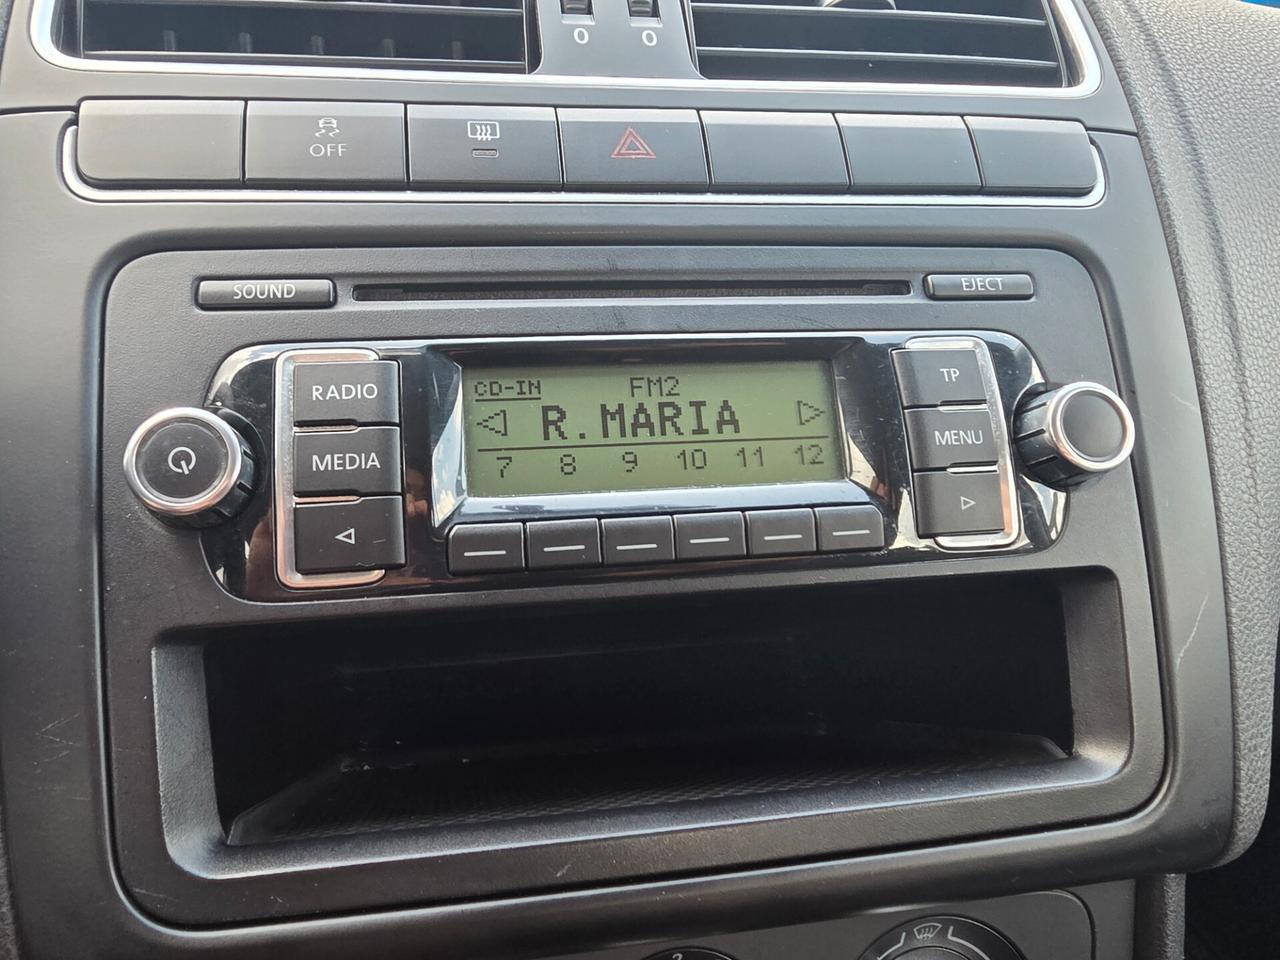 0 0
OFF
SOUND
EJECT
RADIO
MEDIA
CD-IN FM2
R.MARIA
7 8 9 10 11 12
TP
MENU